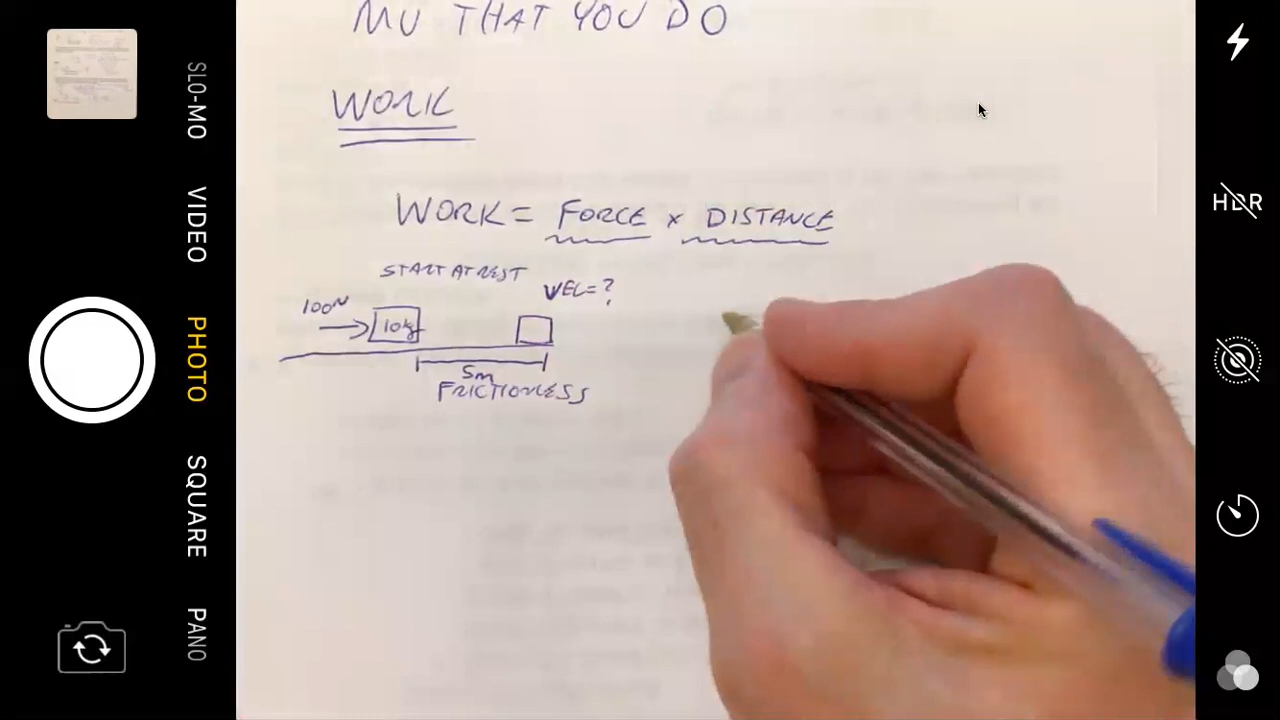 MU THAT YOU DO
WORK
WORK = FORCE x DISTANCE
START AT REST
VEL=?
100N
10kg
5m
FRICTIONLESS
SLO-MO
VIDEO
PHOTO
SQUARE
PANO
HDR